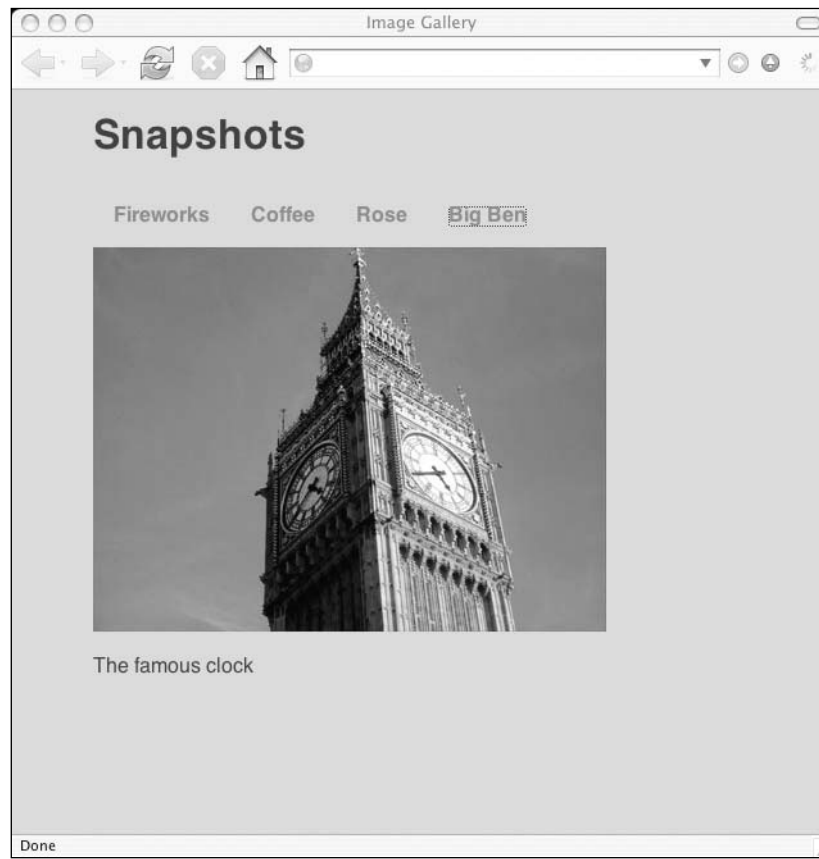 Image Gallery
Snapshots
Fireworks Coffee Rose Big Ben
The famous clock
Done